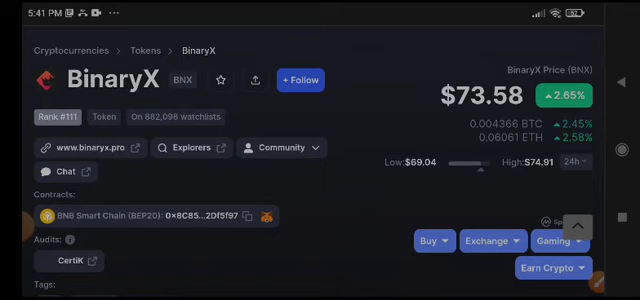 5:41 PM
62
Cryptocurrencies > Tokens > BinaryX
BinaryX BNX + Follow
BinaryX Price (BNX)
$73.58 2.65%
0.004366 BTC 2.45%
0.06061 ETH 2.58%
Low:$69.04 High:$74.91 24h
Rank #111 Token On 882,098 watchlists
www.binaryx.pro Explorers Community
Chat
Contracts:
BNB Smart Chain (BEP20): 0x8C85...2Df5f97
Audits:
CertiK
Tags:
Buy Exchange Gaming
Earn Crypto